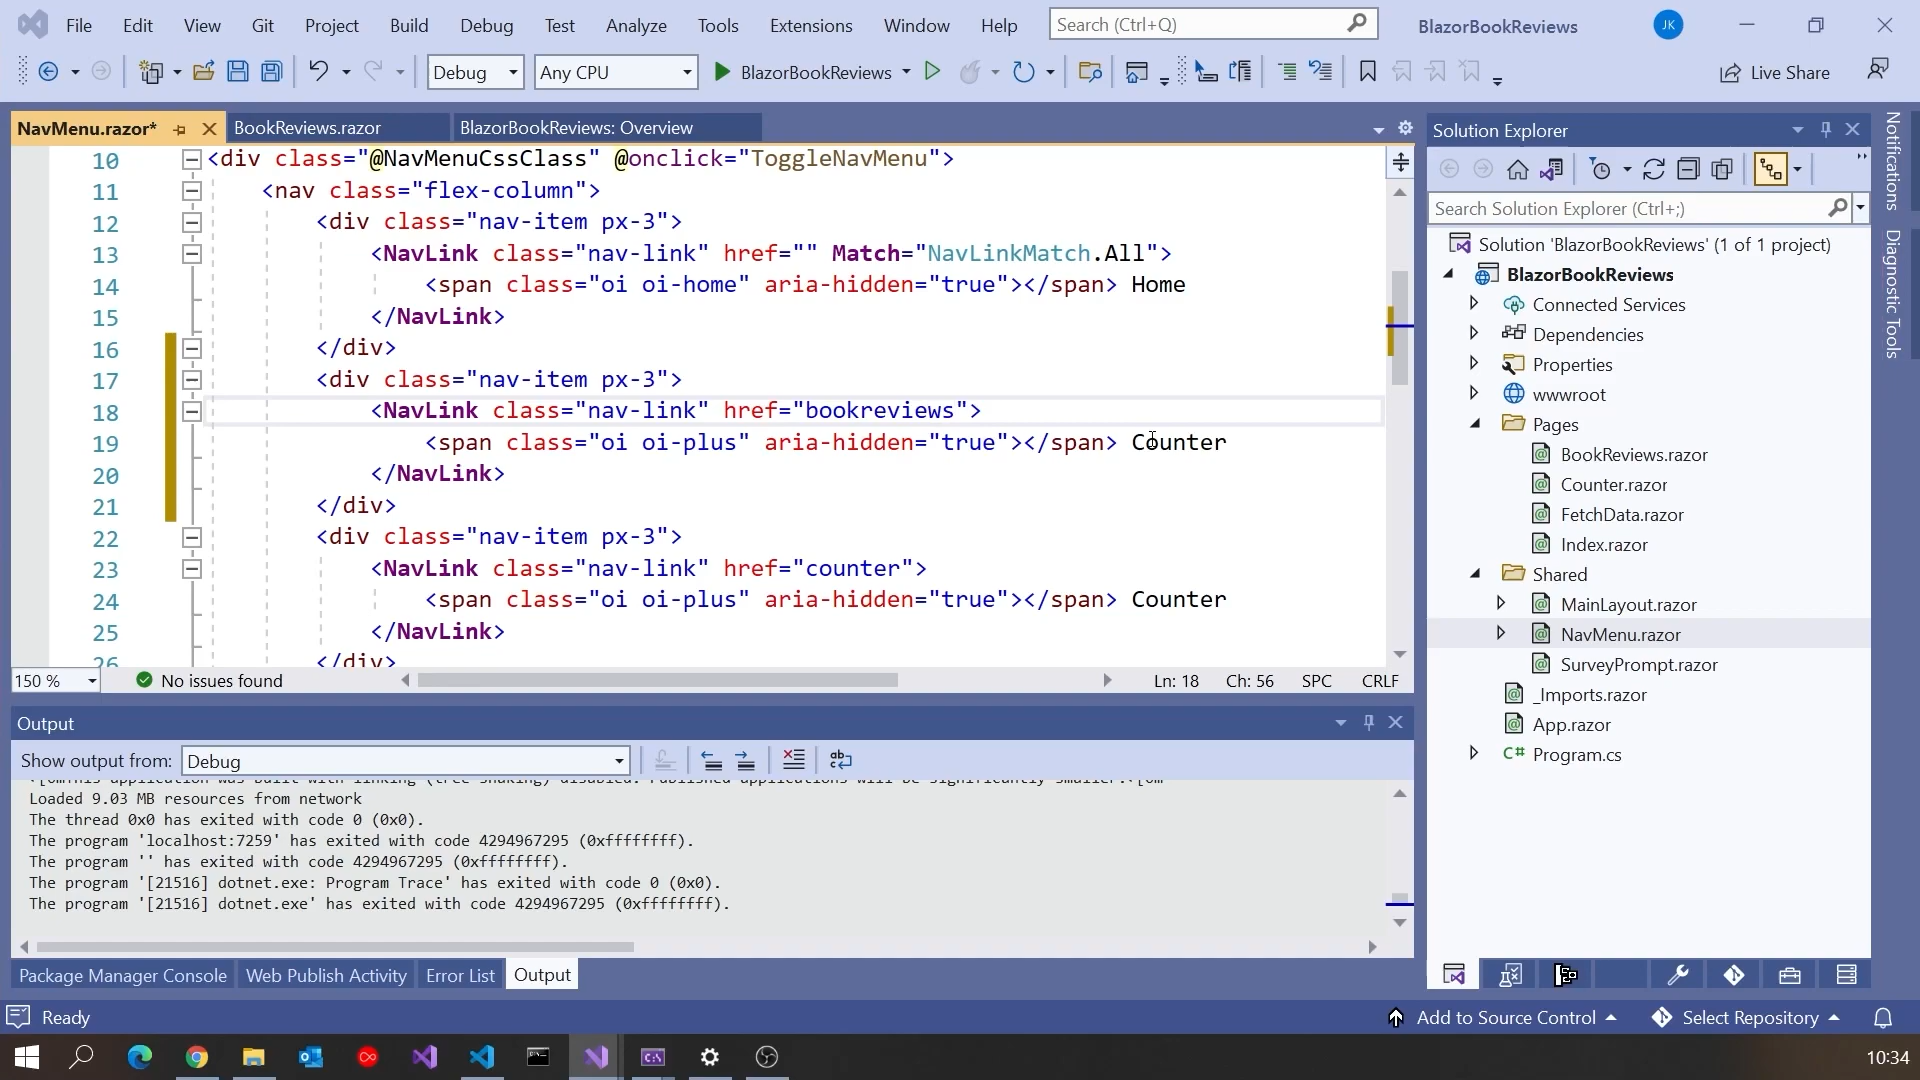 File Edit View Git Project Build Debug Test Analyze Tools Extensions Window Help Search (Ctrl+Q) BlazorBookReviews JK
Debug Any CPU BlazorBookReviews Live Share
NavMenu.razor* BookReviews.razor BlazorBookReviews: Overview
10 <div class="@NavMenuCssClass" @onclick="ToggleNavMenu">
11 <nav class="flex-column">
12 <div class="nav-item px-3">
13 <NavLink class="nav-link" href="" Match="NavLinkMatch.All">
14 <span class="oi oi-home" aria-hidden="true"></span> Home
15 </NavLink>
16 </div>
17 <div class="nav-item px-3">
18 <NavLink class="nav-link" href="bookreviews">
19 <span class="oi oi-plus" aria-hidden="true"></span> Counter
20 </NavLink>
21 </div>
22 <div class="nav-item px-3">
23 <NavLink class="nav-link" href="counter">
24 <span class="oi oi-plus" aria-hidden="true"></span> Counter
25 </NavLink>
26 </div>
150 % No issues found Ln: 18 Ch: 56 SPC CRLF
Output
Show output from: Debug
Loaded 9.03 MB resources from network
The thread 0x0 has exited with code 0 (0x0).
The program 'localhost:7259' has exited with code 4294967295 (0xffffffff).
The program '' has exited with code 4294967295 (0xffffffff).
The program '[21516] dotnet.exe: Program Trace' has exited with code 0 (0x0).
The program '[21516] dotnet.exe' has exited with code 4294967295 (0xffffffff).
Package Manager Console Web Publish Activity Error List Output
Solution Explorer
Search Solution Explorer (Ctrl+;)
Solution 'BlazorBookReviews' (1 of 1 project)
BlazorBookReviews
Connected Services
Dependencies
Properties
wwwroot
Pages
BookReviews.razor
Counter.razor
FetchData.razor
Index.razor
Shared
MainLayout.razor
NavMenu.razor
SurveyPrompt.razor
_Imports.razor
App.razor
C# Program.cs
Notifications
Diagnostic Tools
Ready Add to Source Control Select Repository
10:34